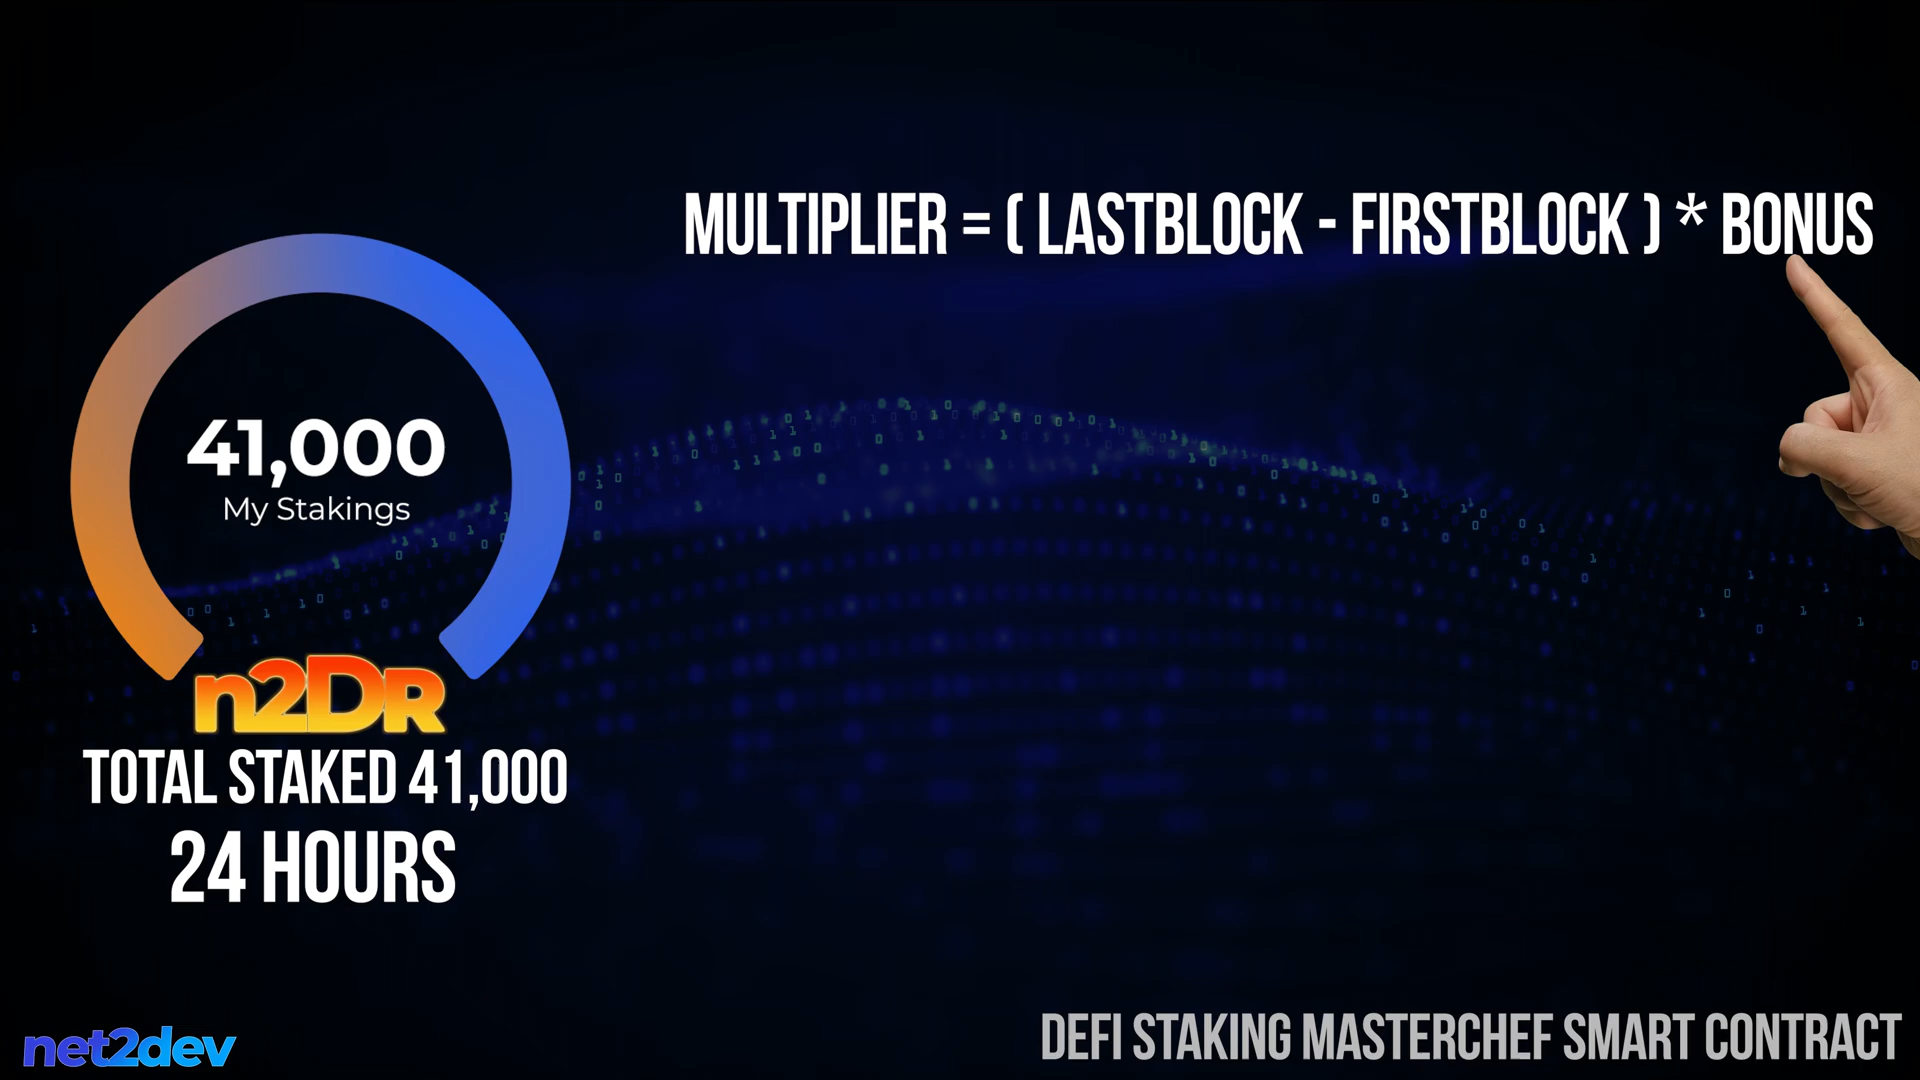 MULTIPLIER = ( LASTBLOCK - FIRSTBLOCK ) * BONUS
41,000
My Stakings
n2DR
TOTAL STAKED 41,000
24 HOURS
net2dev
DEFI STAKING MASTERCHEF SMART CONTRACT